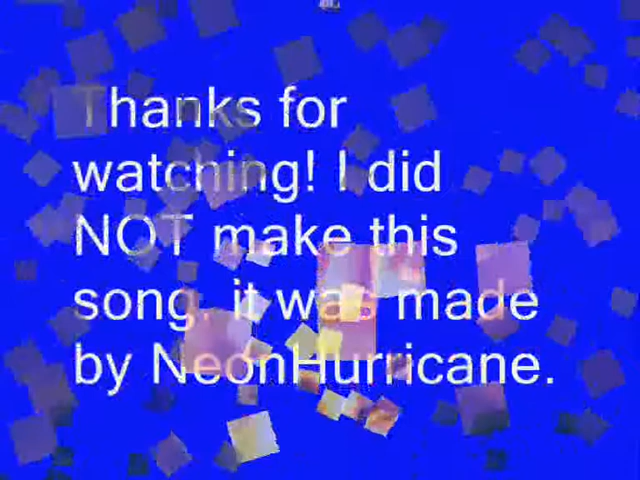 Thanks for
watching! I did
NOT make this
song, it was made
by NeonHurricane.